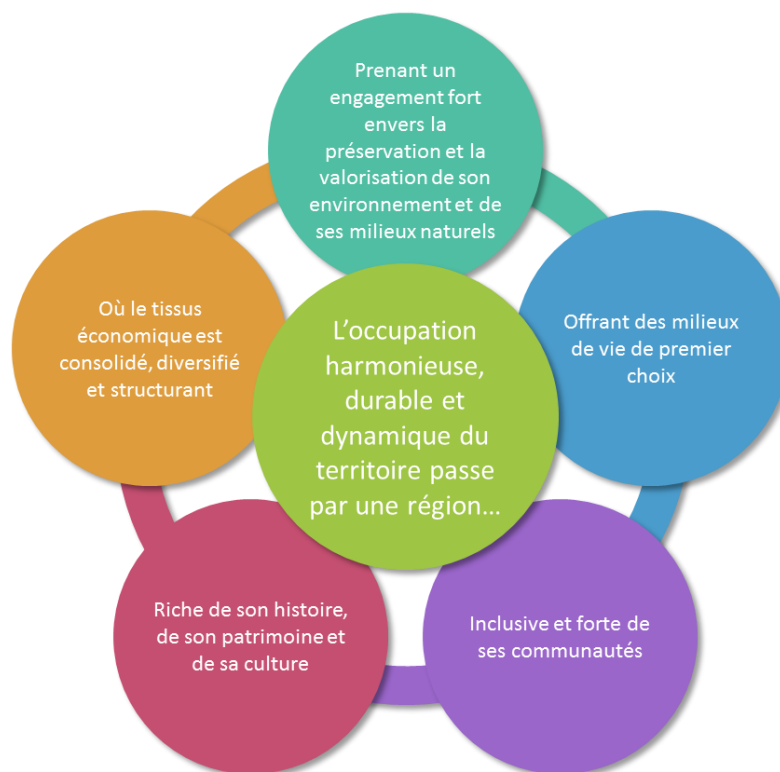 Prenant un
engagement fort
envers la
préservation et la
valorisation de son
environnement et de
ses milieux naturels
Offrant des milieux
de vie de premier
choix
Inclusive et forte de
ses communautés
Riche de son histoire,
de son patrimoine et
de sa culture
Où le tissus
économique est
consolidé, diversifié
et structurant
L'occupation
harmonieuse,
durable et
dynamique du
territoire passe
par une région...